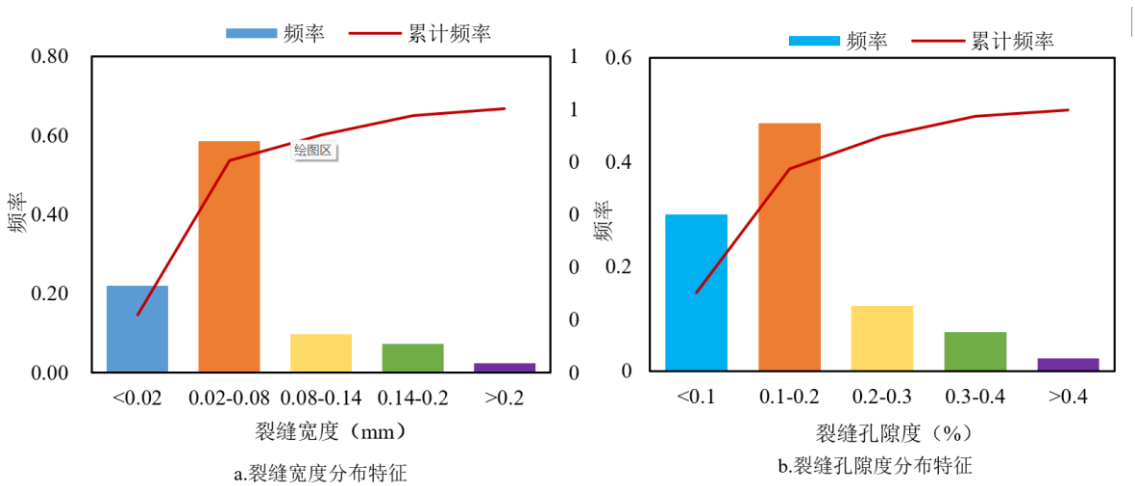 频率 累计频率
0.80
0.60
0.40
0.20
0.00
频率
1
1
0
0
0
0
0
绘图区
<0.02 0.02-0.08 0.08-0.14 0.14-0.2 >0.2
裂缝宽度（mm）
a.裂缝宽度分布特征
频率 累计频率
0.6
0.4
0.2
0
频率
<0.1 0.1-0.2 0.2-0.3 0.3-0.4 >0.4
裂缝孔隙度（%）
b.裂缝孔隙度分布特征